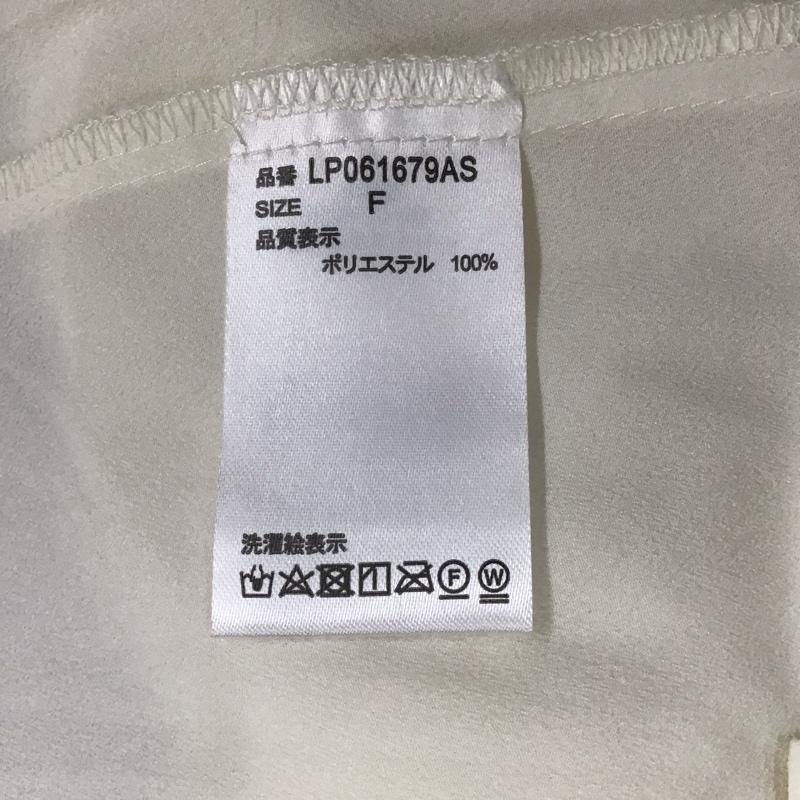 品番 LP061679AS
SIZE F
品質表示
ポリエステル 100%
洗濯絵表示
F W